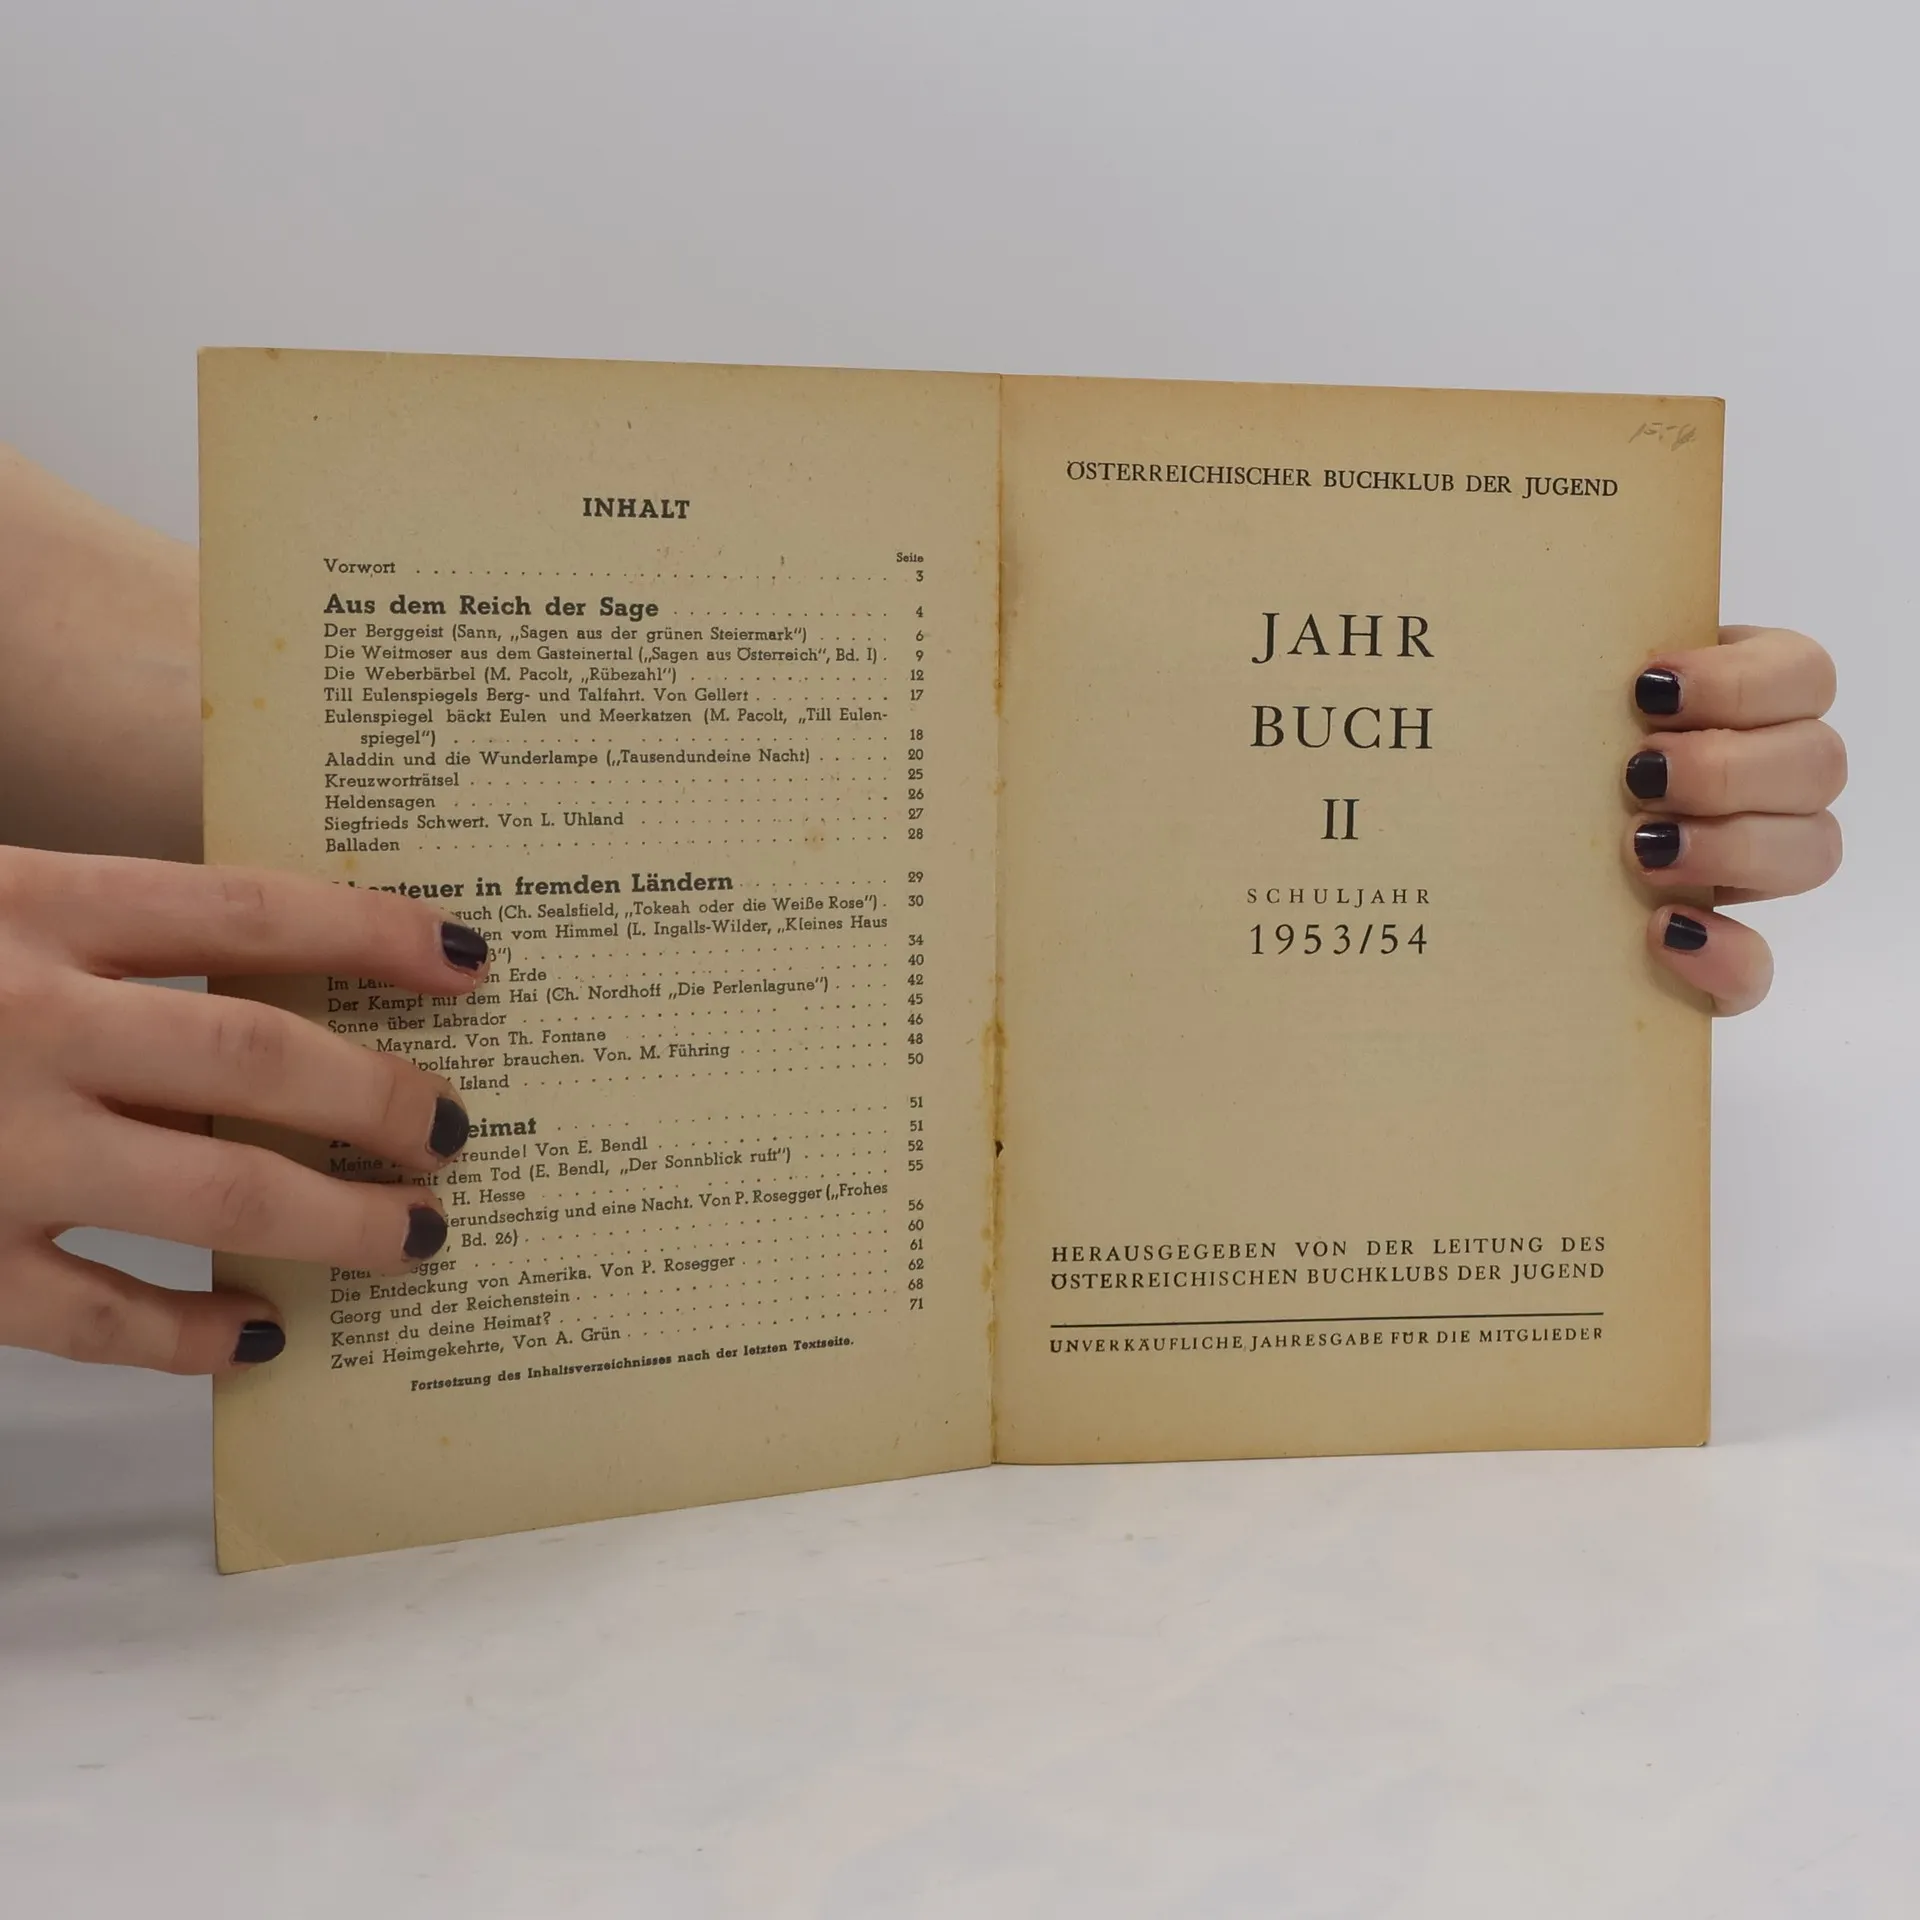 INHALT
Seite
Vorwort . . . . . . . . . . . . . . . . . . . . . . . . . . 3
Aus dem Reich der Sage . . . . . . . . . . . . . . 4
Der Berggeist (Sann, „Sagen aus der grünen Steiermark“) . . . . . 6
Die Weitmoser aus dem Gasteinertal („Sagen aus Österreich“, Bd. I) . 9
Die Weberbärbel (M. Pacolt, „Rübezahl“) . . . . . . . . . . . . . 12
Till Eulenspiegels Berg- und Talfahrt. Von Gellert . . . . . . . . . 17
Eulenspiegel bäckt Eulen und Meerkatzen (M. Pacolt, „Till Eulen-
spiegel“) . . . . . . . . . . . . . . . . . . . . . . 18
Aladdin und die Wunderlampe („Tausendundeine Nacht) . . . . . 20
Kreuzworträtsel . . . . . . . . . . . . . . . . . . . . . . 25
Heldensagen . . . . . . . . . . . . . . . . . . . . . . 26
Siegfrieds Schwert. Von L. Uhland . . . . . . . . . . . . . . 27
Balladen . . . . . . . . . . . . . . . . . . . . . . . . . 28
in fremden Ländern . . . . . . . . . . 29
(Ch. Sealsfield, „Tokeah oder die Weiße Rose“) . 30
vom Himmel (L. Ingalls-Wilder, „Kleines Haus
. . . . . . . . . . . . . . . . . . . . 34
Im Erde . . . . . . . . . . . . . . . . . 40
Der Kampf mit dem Hai (Ch. Nordhoff „Die Perlenlagune“) . . . . 42
Sonne über Labrador . . . . . . . . . . . . . . . . . . . 45
Maynard. Von Th. Fontane . . . . . . . . . . . . . . 46
brauchen. Von. M. Führing . . . . . . . . . . 48
Island . . . . . . . . . . . . . . . . . . . 50
. . . . . . . . . . . . . . . . 51
Meine Von E. Bendl . . . . . . . . . . . . . 51
mit dem Tod (E. Bendl, „Der Sonnblick ruft“) . . . . . . 52
H. Hesse . . . . . . . . . . . . . . . . . . 55
und eine Nacht. Von P. Rosegger („Frohes
Bd. 26) . . . . . . . . . . . . . . . . . . . . 56
. . . . . . . . . . . . . . . . . . . 60
Die Entdeckung von Amerika. Von P. Rosegger . . . . . . . . . . 61
Georg und der Reichenstein . . . . . . . . . . . . . . . . . 62
Kennst du deine Heimat? . . . . . . . . . . . . . . . . . . 68
Zwei Heimgekehrte, Von A. Grün . . . . . . . . . . . . . . 71
Fortsetzung des Inhaltsverzeichnisses nach der letzten Textseite.
ÖSTERREICHISCHER BUCHKLUB DER JUGEND
JAHR
BUCH
II
SCHULJAHR
1953/54
HERAUSGEGEBEN VON DER LEITUNG DES
ÖSTERREICHISCHEN BUCHKLUBS DER JUGEND
UNVERKÄUFLICHE JAHRESGABE FÜR DIE MITGLIEDER